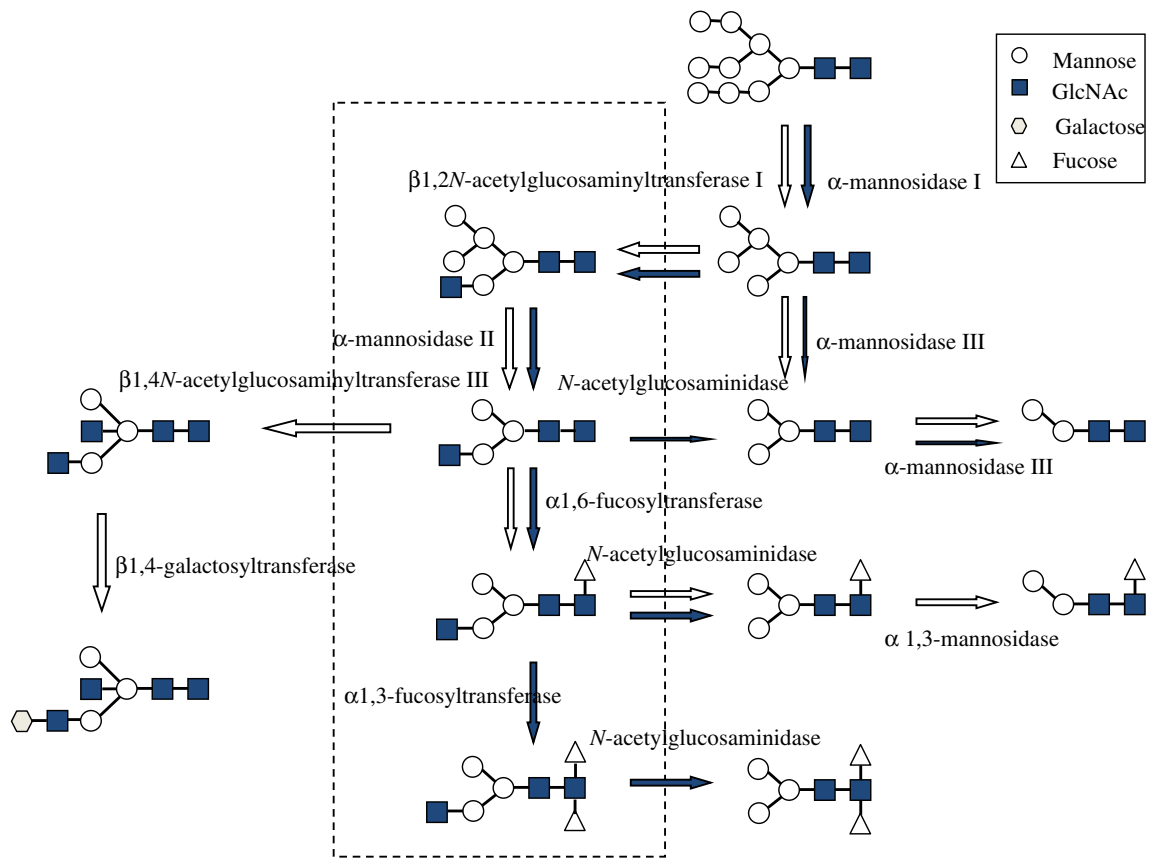 Mannose
GlcNAc
Galactose
Fucose
β1,2N-acetylglucosaminyltransferase I
α-mannosidase I
α-mannosidase II
α-mannosidase III
β1,4N-acetylglucosaminyltransferase III
N-acetylglucosaminidase
α-mannosidase III
α1,6-fucosyltransferase
N-acetylglucosaminidase
β1,4-galactosyltransferase
α 1,3-mannosidase
α1,3-fucosyltransferase
N-acetylglucosaminidase